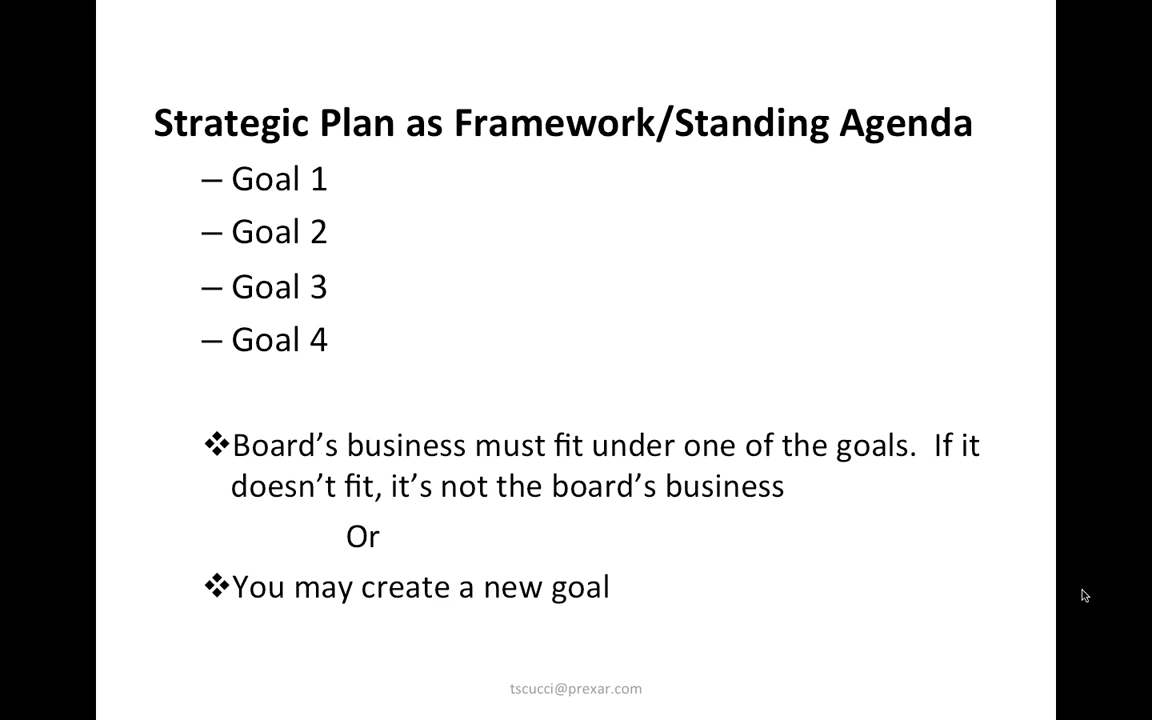 Strategic Plan as Framework/Standing Agenda
– Goal 1
– Goal 2
– Goal 3
– Goal 4
❖Board’s business must fit under one of the goals.  If it
doesn’t fit, it’s not the board’s business
Or
❖You may create a new goal
tscucci@prexar.com